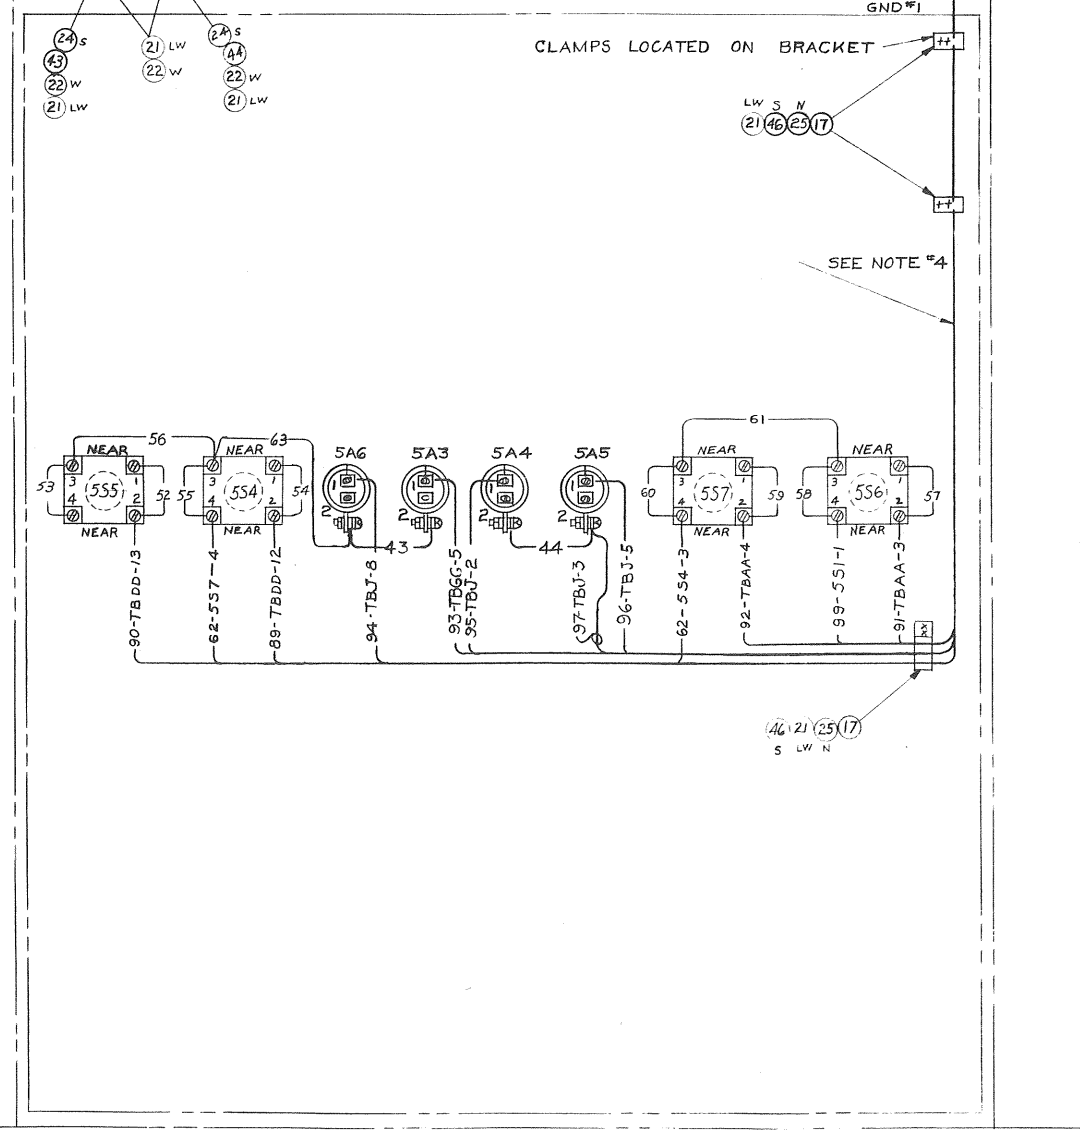 GND #1
24 S
43
22 W
21 LW
21 LW
22 W
24 S
44
22 W
21 LW
CLAMPS LOCATED ON BRACKET
++
LW S N
21 46 25 17
++
SEE NOTE #4
56
63
61
5A6 5A3 5A4 5A5
NEAR
53 3 1 52
5S5
4 2
NEAR
NEAR
55 3 1 54
5S4
4 2
NEAR
1
2
1
2
1
2
1
2
43
44
NEAR
60 3 1 59
5S7
4 2
NEAR
NEAR
58 3 1 57
5S6
4 2
NEAR
90-TBDD-13
62-5S7-4
89-TBDD-12
94-TBJ-8
93-TBGG-5
95-TBJ-2
97-TBJ-3
96-TBJ-5
62-5S4-3
92-TBAA-4
99-5S1-1
91-TBAA-3
XX
46 21 25 17
S LW N